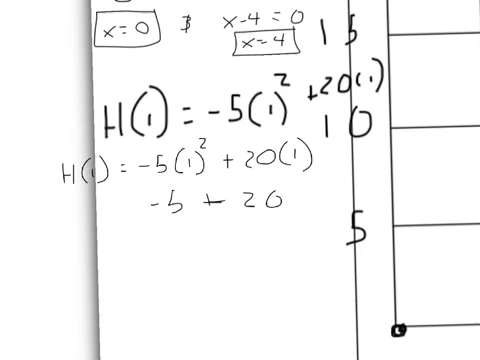 x=0 $ x-4=0
x=4
15
H(1) = -5(1)² +20(1)
10
H(1) = -5(1)² + 20(1)
-5 + 20
5